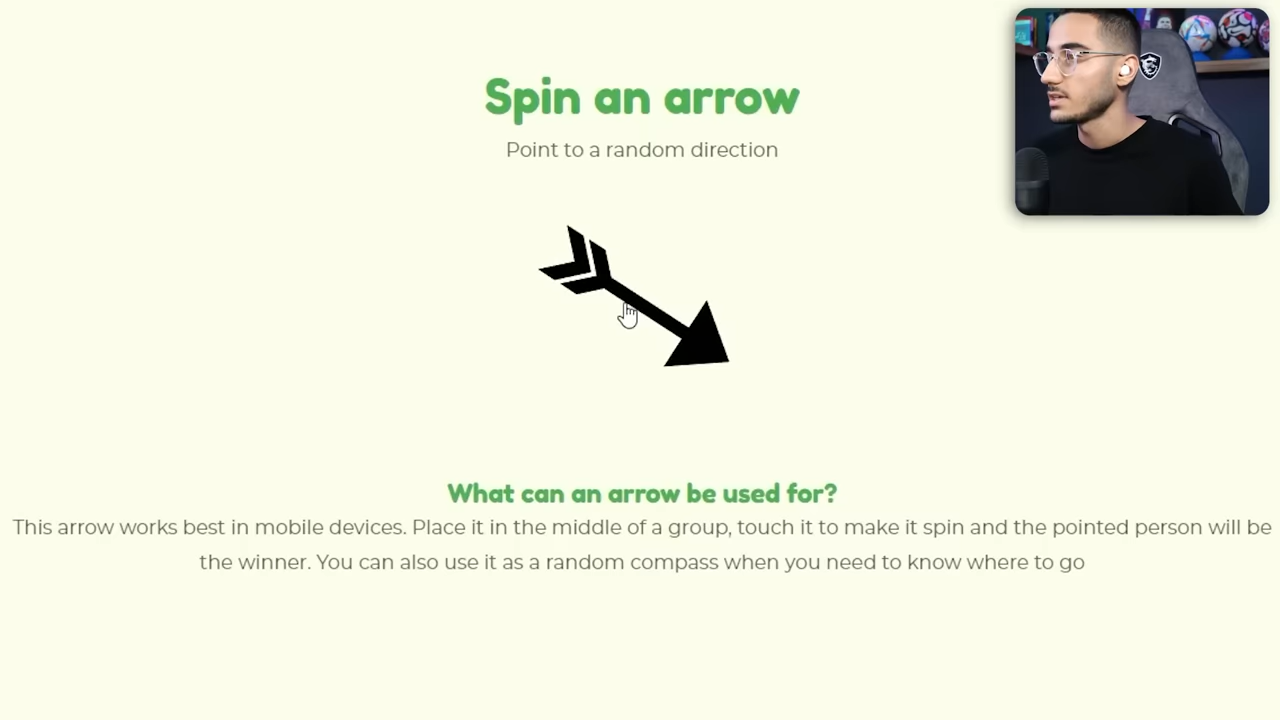 Spin an arrow
Point to a random direction
What can an arrow be used for?
This arrow works best in mobile devices. Place it in the middle of a group, touch it to make it spin and the pointed person will be
the winner. You can also use it as a random compass when you need to know where to go